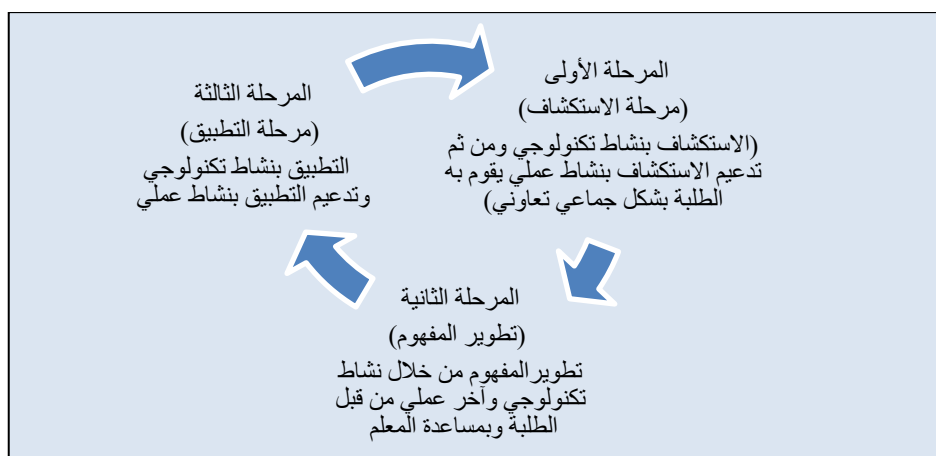 المرحلة الأولى
(مرحلة الاستكشاف)
(الاستكشاف بنشاط تكنولوجي ومن ثم
تدعيم الاستكشاف بنشاط عملي يقوم به
الطلبة بشكل جماعي تعاوني)
المرحلة الثانية
(تطوير المفهوم)
تطويرالمفهوم من خلال نشاط
تكنولوجي وآخر عملي من قبل
الطلبة وبمساعدة المعلم
المرحلة الثالثة
(مرحلة التطبيق)
التطبيق بنشاط تكنولوجي
وتدعيم التطبيق بنشاط عملي